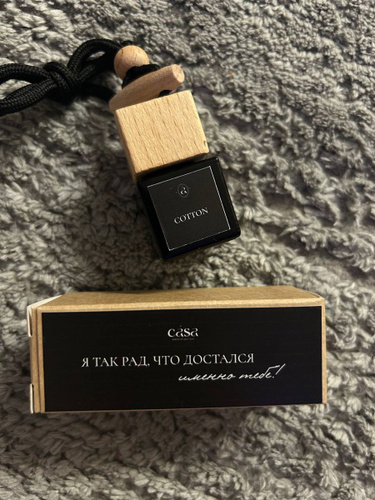 COTTON
casa
Я ТАК РАД, ЧТО ДОСТАЛСЯ
именно тебе!